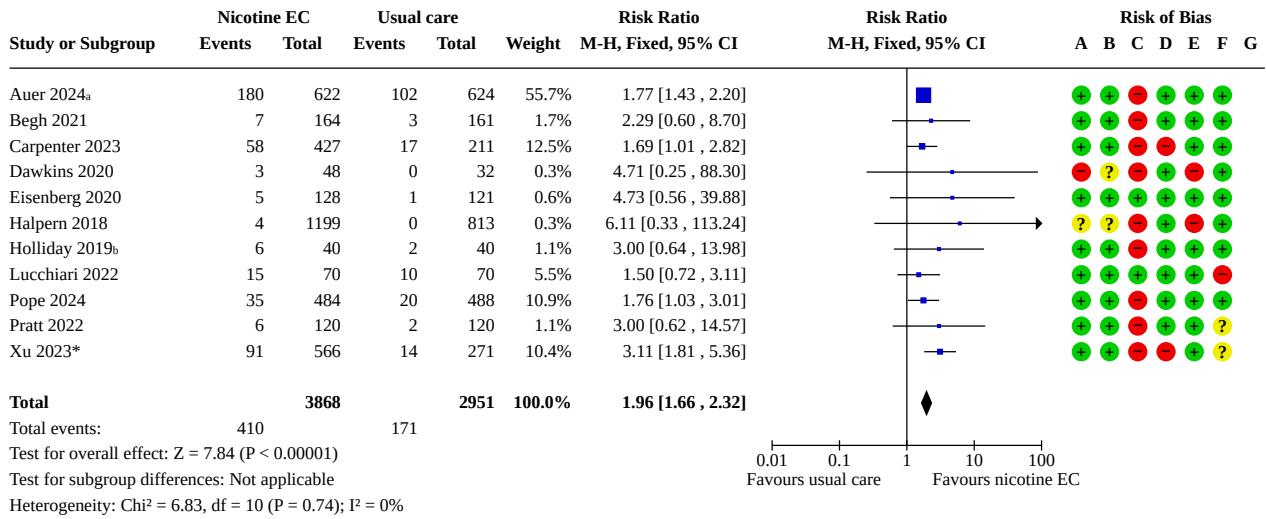 Nicotine EC Usual care Risk Ratio Risk Ratio Risk of Bias
Study or Subgroup Events Total Events Total Weight M-H, Fixed, 95% CI M-H, Fixed, 95% CI A B C D E F G
Auer 2024a 180 622 102 624 55.7% 1.77 [1.43 , 2.20] + + − + + +
Begh 2021 7 164 3 161 1.7% 2.29 [0.60 , 8.70] + + − + + +
Carpenter 2023 58 427 17 211 12.5% 1.69 [1.01 , 2.82] + + − − + +
Dawkins 2020 3 48 0 32 0.3% 4.71 [0.25 , 88.30] − ? − + − +
Eisenberg 2020 5 128 1 121 0.6% 4.73 [0.56 , 39.88] + + + + + +
Halpern 2018 4 1199 0 813 0.3% 6.11 [0.33 , 113.24] ? ? − + − +
Holliday 2019b 6 40 2 40 1.1% 3.00 [0.64 , 13.98] + + − + + +
Lucchiari 2022 15 70 10 70 5.5% 1.50 [0.72 , 3.11] + + + + + −
Pope 2024 35 484 20 488 10.9% 1.76 [1.03 , 3.01] + + − + + +
Pratt 2022 6 120 2 120 1.1% 3.00 [0.62 , 14.57] + + − + + ?
Xu 2023* 91 566 14 271 10.4% 3.11 [1.81 , 5.36] + + − − + ?
Total 3868 2951 100.0% 1.96 [1.66 , 2.32]
Total events: 410 171
Test for overall effect: Z = 7.84 (P < 0.00001)
Test for subgroup differences: Not applicable
Heterogeneity: Chi² = 6.83, df = 10 (P = 0.74); I² = 0%
0.01 0.1 1 10 100
Favours usual care Favours nicotine EC